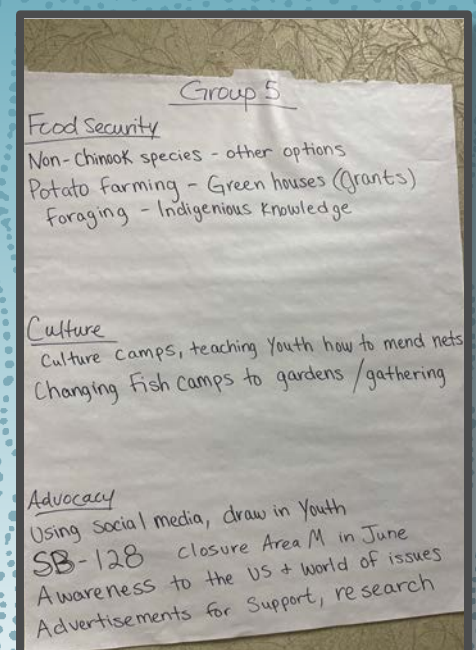 Group 5
Food Security
Non-Chinook species - other options
Potato farming - Green houses (grants)
foraging - Indigenious Knowledge
Culture
Culture camps, teaching Youth how to mend nets
Changing Fish Camps to gardens / gathering
Advocacy
Using social media, draw in Youth
SB-128 closure Area M in June
Awareness to the US + World of issues
Advertisements for Support, research